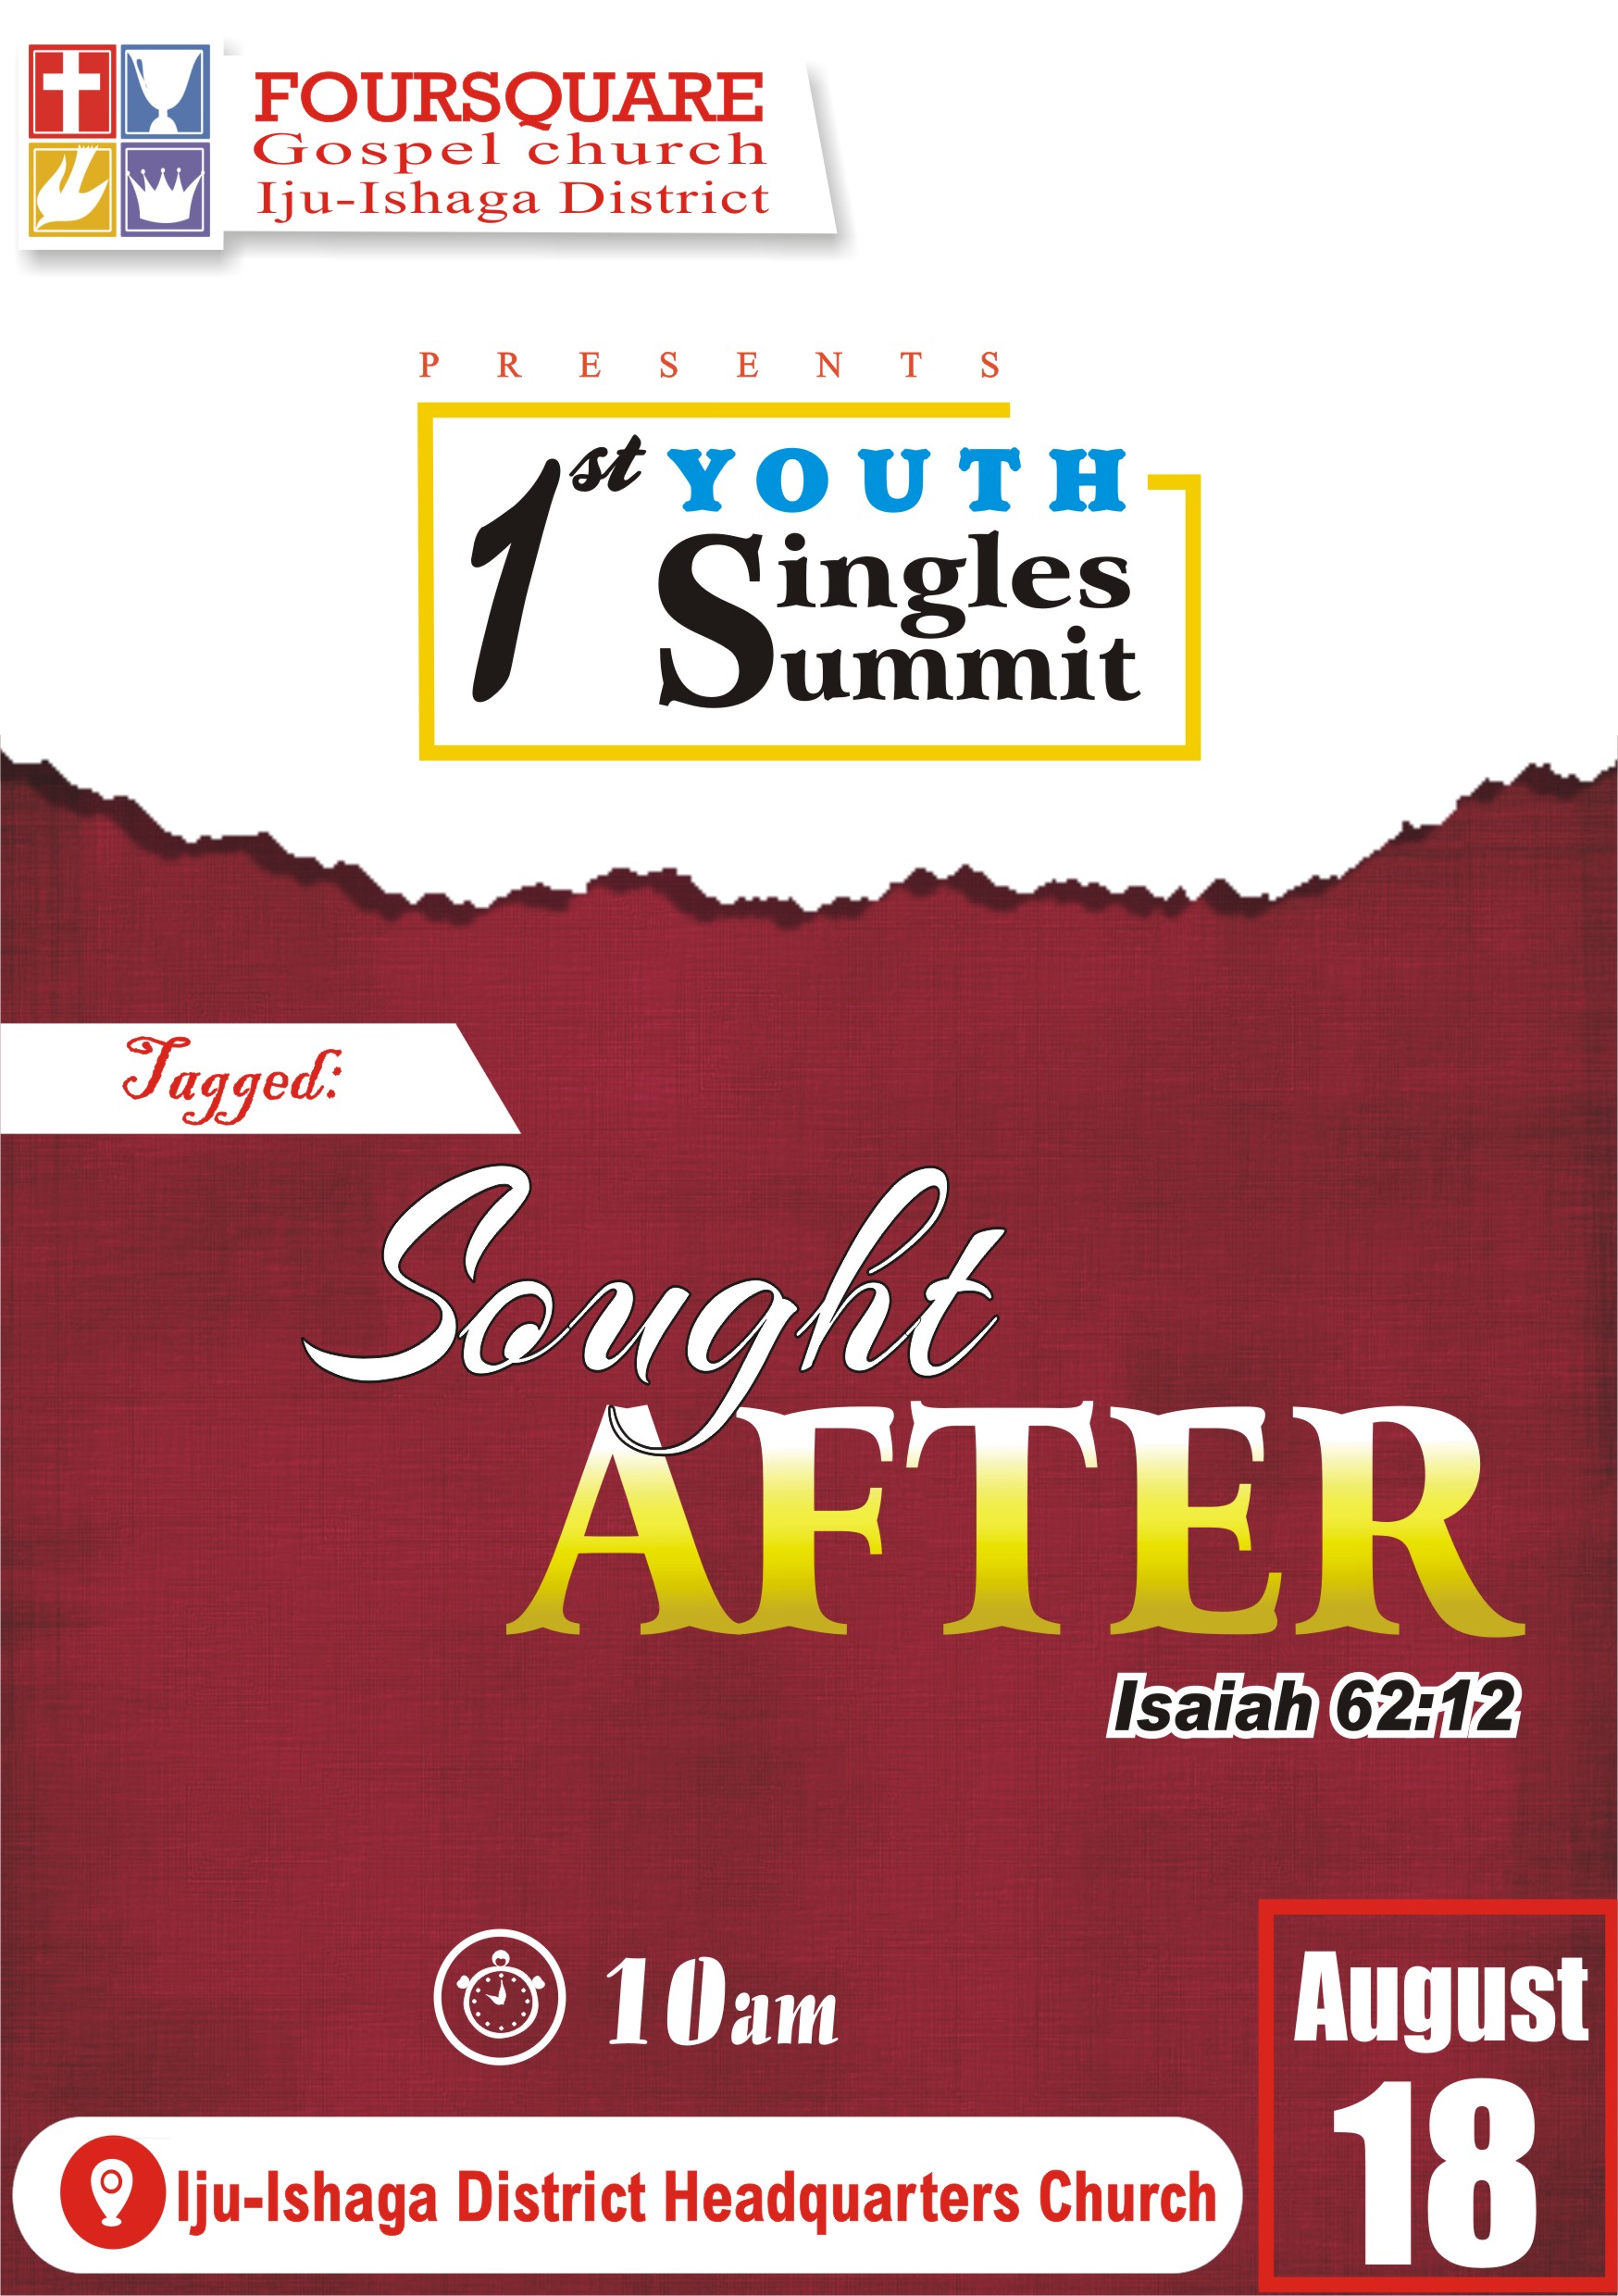 FOURSQUARE
Gospel church
Iju-Ishaga District
PRESENTS
1st YOUTH
Singles
Summit
Tagged:
Sought
AFTER
Isaiah 62:12
10am
August
18
Iju-Ishaga District Headquarters Church